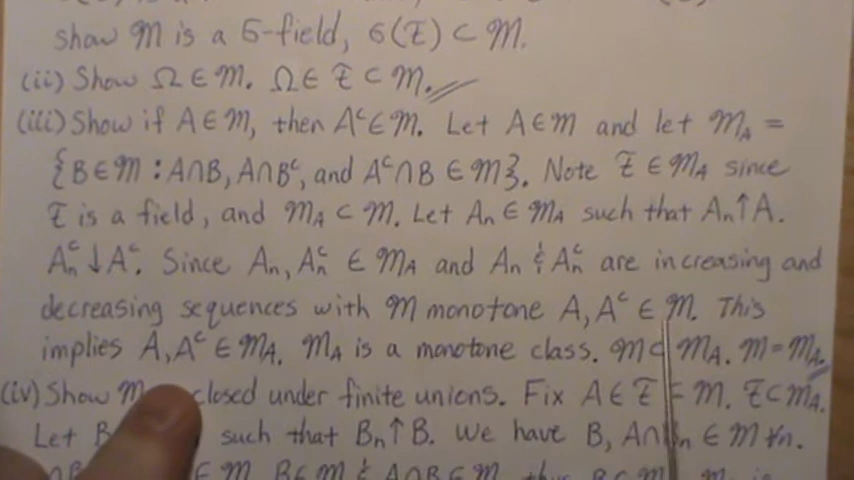 show 𝓜 is a σ-field, σ(𝓕) ⊂ 𝓜.
(ii) Show Ω ∈ 𝓜. Ω ∈ 𝓕 ⊂ 𝓜.
(iii) Show if A ∈ 𝓜, then Aᶜ ∈ 𝓜. Let A ∈ 𝓜 and let 𝓜_A =
{B ∈ 𝓜 : A∩B, A∩Bᶜ, and Aᶜ∩B ∈ 𝓜}. Note 𝓕 ∈ 𝓜_A since
𝓕 is a field, and 𝓜_A ⊂ 𝓜. Let Aₙ ∈ 𝓜_A such that Aₙ↑A.
Aₙᶜ ↓ Aᶜ. Since Aₙ, Aₙᶜ ∈ 𝓜_A and Aₙ & Aₙᶜ are increasing and
decreasing sequences with 𝓜 monotone A, Aᶜ ∈ 𝓜. This
implies A, Aᶜ ∈ 𝓜_A. 𝓜_A is a monotone class. 𝓜 ⊂ 𝓜_A. 𝓜 = 𝓜_A.
(iv) Show 𝓜 closed under finite unions. Fix A ∈ 𝓕 ⊂ 𝓜. 𝓕 ⊂ 𝓜_A.
Let B such that Bₙ↑B. We have B, A∩Bₙ ∈ 𝓜 ∀n.
∈ 𝓜 B ∈ 𝓜 & A∩B ∈ 𝓜